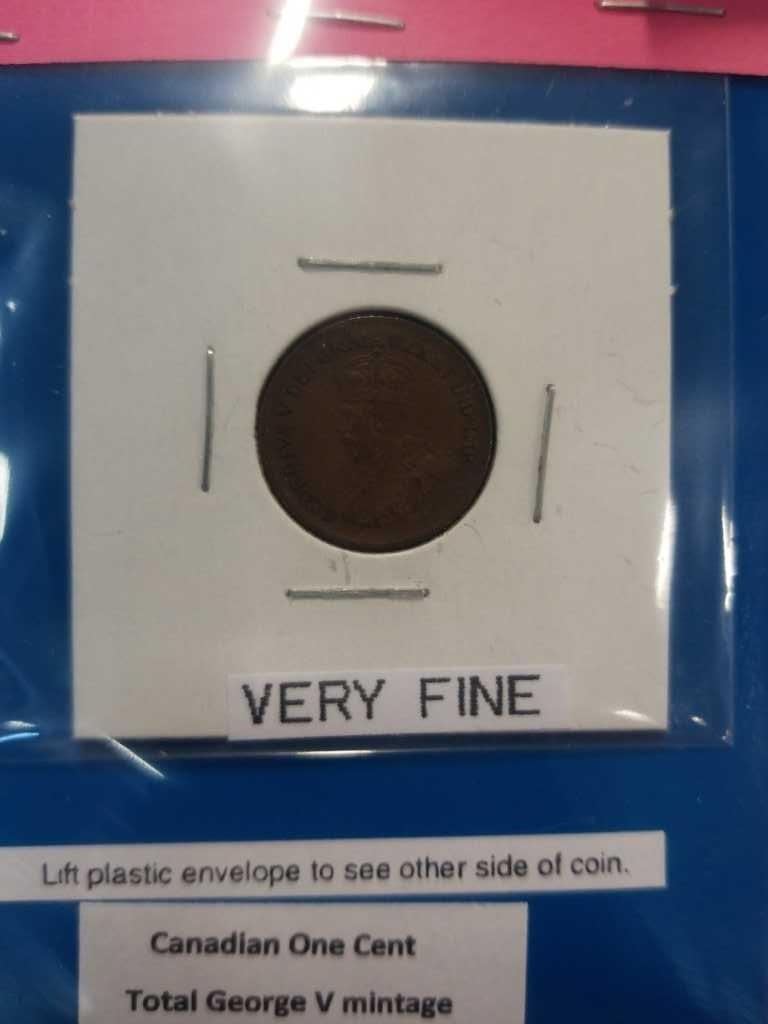 VERY FINE
Lift plastic envelope to see other side of coin.
Canadian One Cent
Total George V mintage